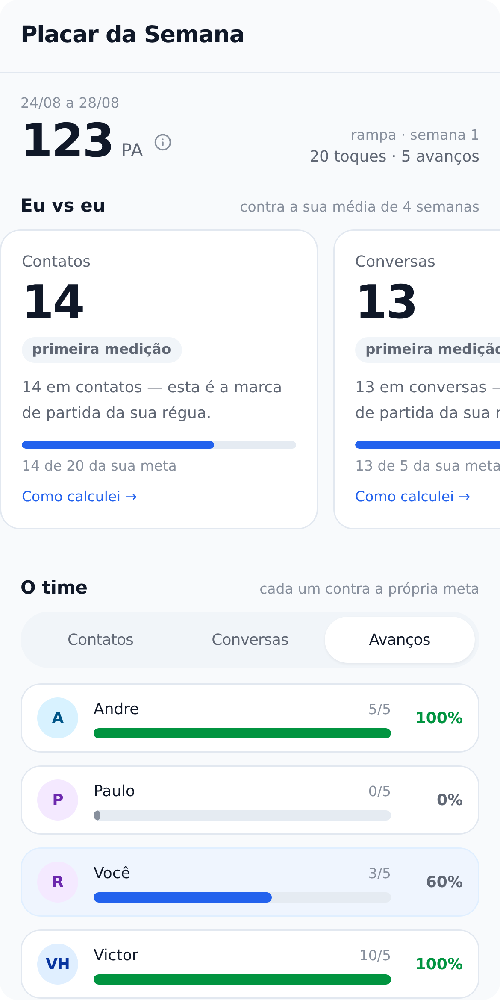 Placar da Semana
24/08 a 28/08
123 PA
rampa · semana 1
20 toques · 5 avanços
Eu vs eu
contra a sua média de 4 semanas
Contatos
14
primeira medição
14 em contatos — esta é a marca
de partida da sua régua.
14 de 20 da sua meta
Como calculei →
Conversas
13
primeira medição
13 em conversas —
de partida da sua
13 de 5 da sua meta
Como calculei →
O time
cada um contra a própria meta
Contatos
Conversas
Avanços
A
Andre
5/5
100%
P
Paulo
0/5
0%
R
Você
3/5
60%
VH
Victor
10/5
100%